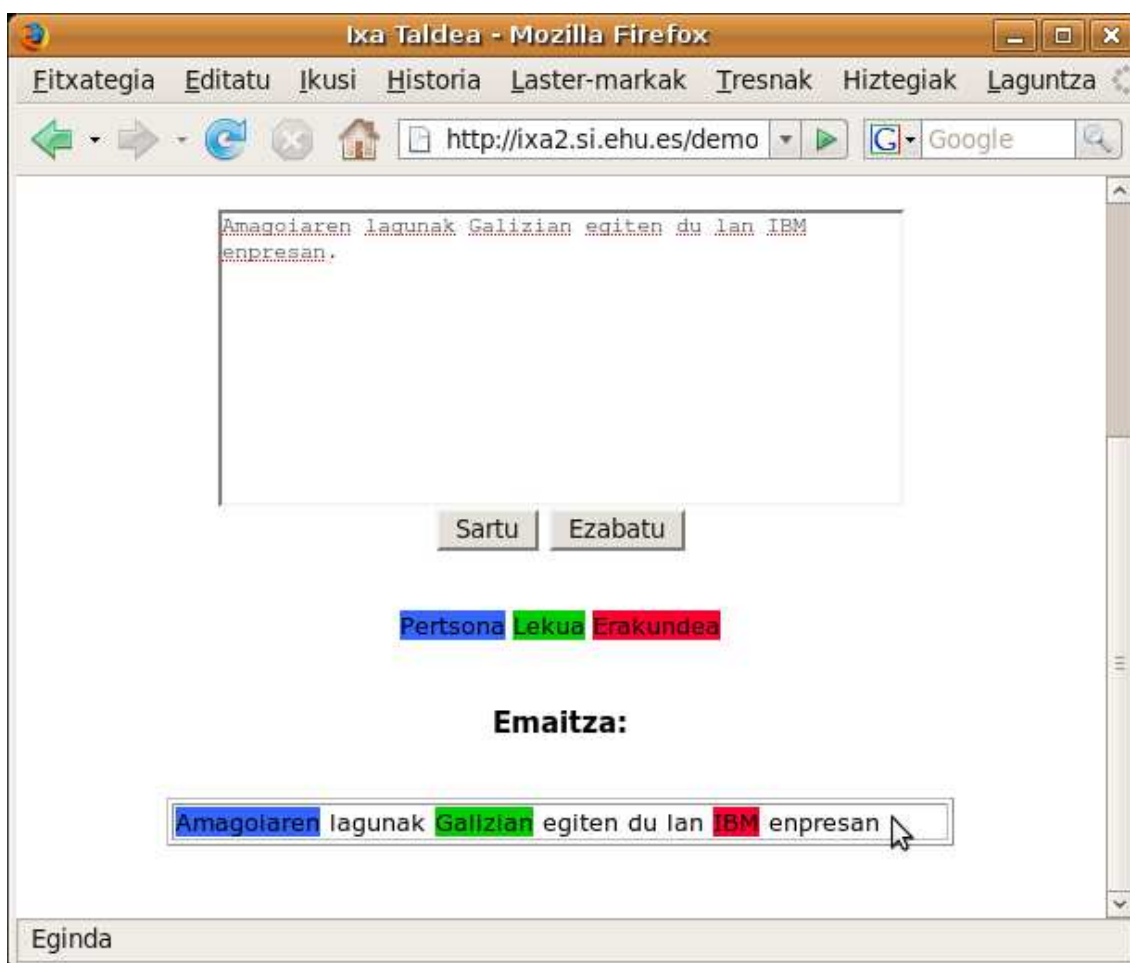 Ixa Taldea - Mozilla Firefox
Fitxategia Editatu Ikusi Historia Laster-markak Tresnak Hiztegiak Laguntza
http://ixa2.si.ehu.es/demo G Google
Amagoiaren lagunak Galizian egiten du lan IBM
enpresan.
Sartu Ezabatu
Pertsona Lekua Erakundea
Emaitza:
Amagoiaren lagunak Galizian egiten du lan IBM enpresan
Eginda